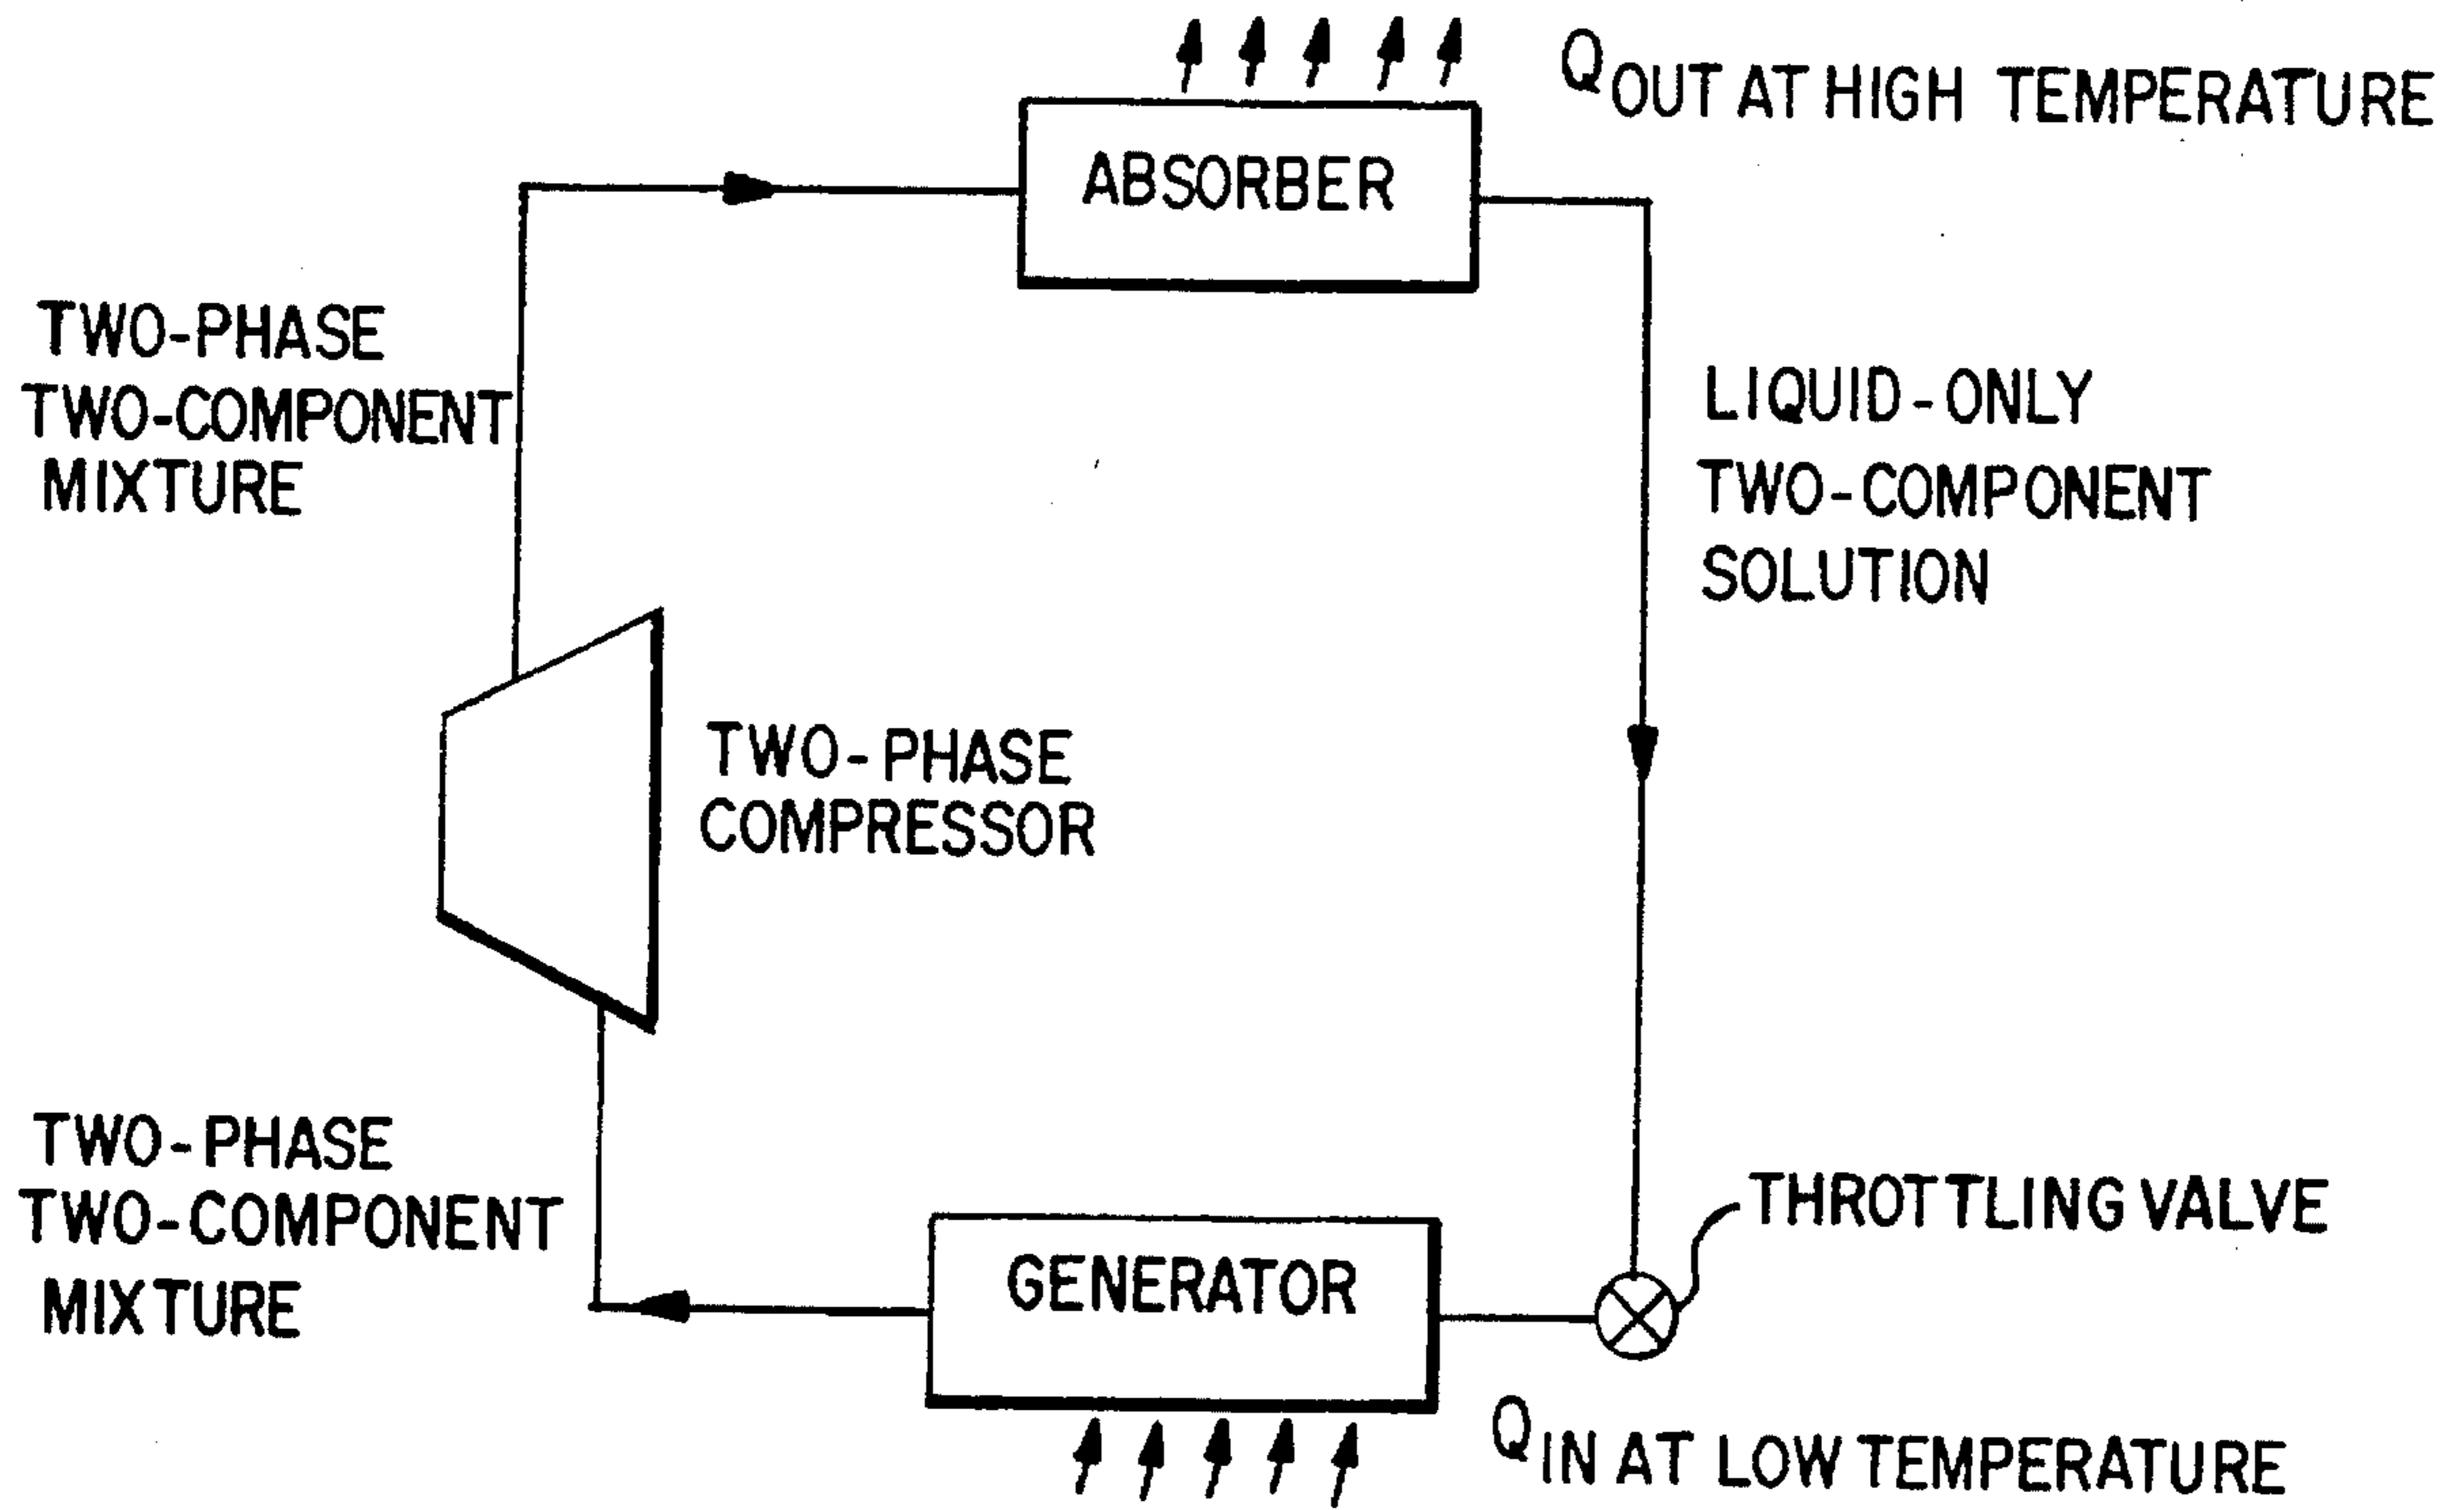 Q OUT AT HIGH TEMPERATURE
ABSORBER
TWO-PHASE
TWO-COMPONENT
MIXTURE
LIQUID-ONLY
TWO-COMPONENT
SOLUTION
TWO-PHASE
COMPRESSOR
TWO-PHASE
TWO-COMPONENT
MIXTURE
THROTTLING VALVE
GENERATOR
Q IN AT LOW TEMPERATURE